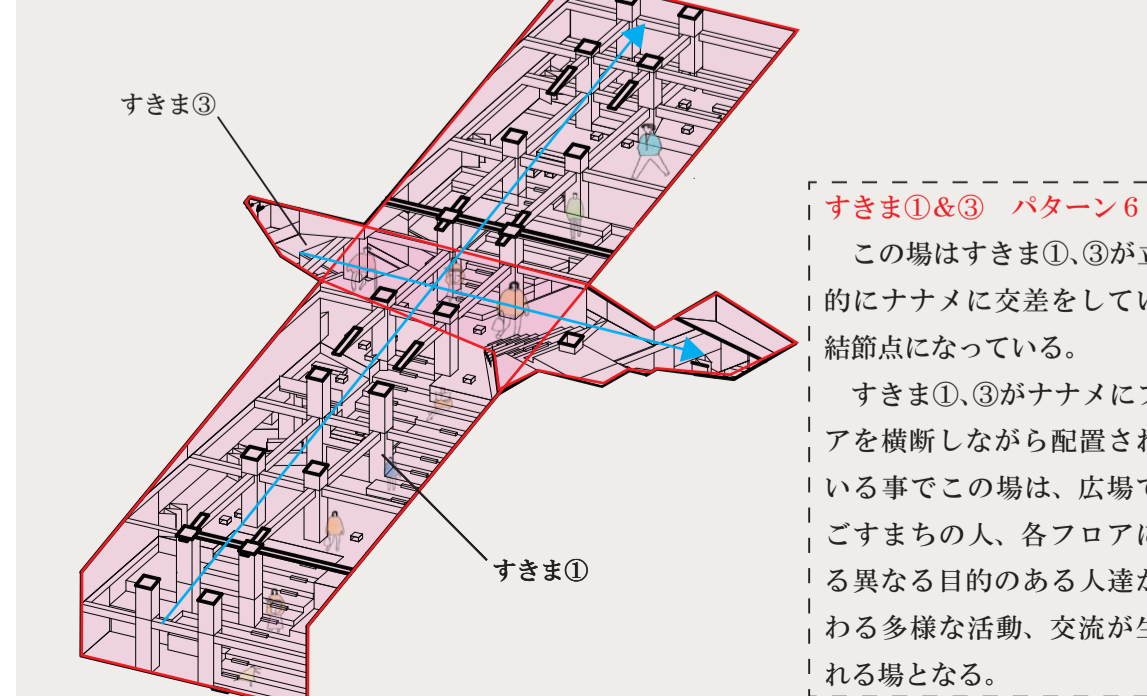 すきま③
すきま①
すきま①&③　パターン６
この場はすきま①、③が立
的にナナメに交差をしてい
結節点になっている。
すきま①、③がナナメにフ
アを横断しながら配置され
いる事でこの場は、広場で
ごすまちの人、各フロアに
る異なる目的のある人達が
わる多様な活動、交流が生
れる場となる。